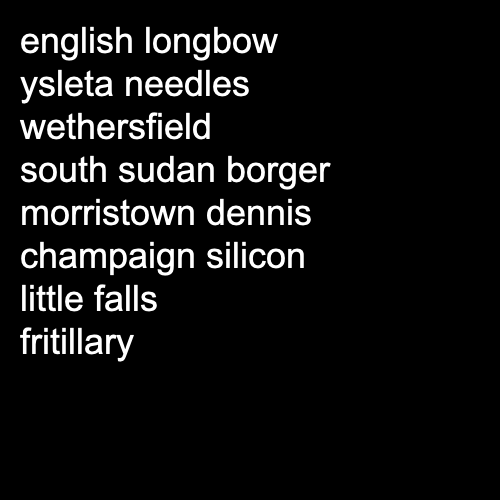 english longbow
ysleta needles
wethersfield
south sudan borger
morristown dennis
champaign silicon
little falls
fritillary